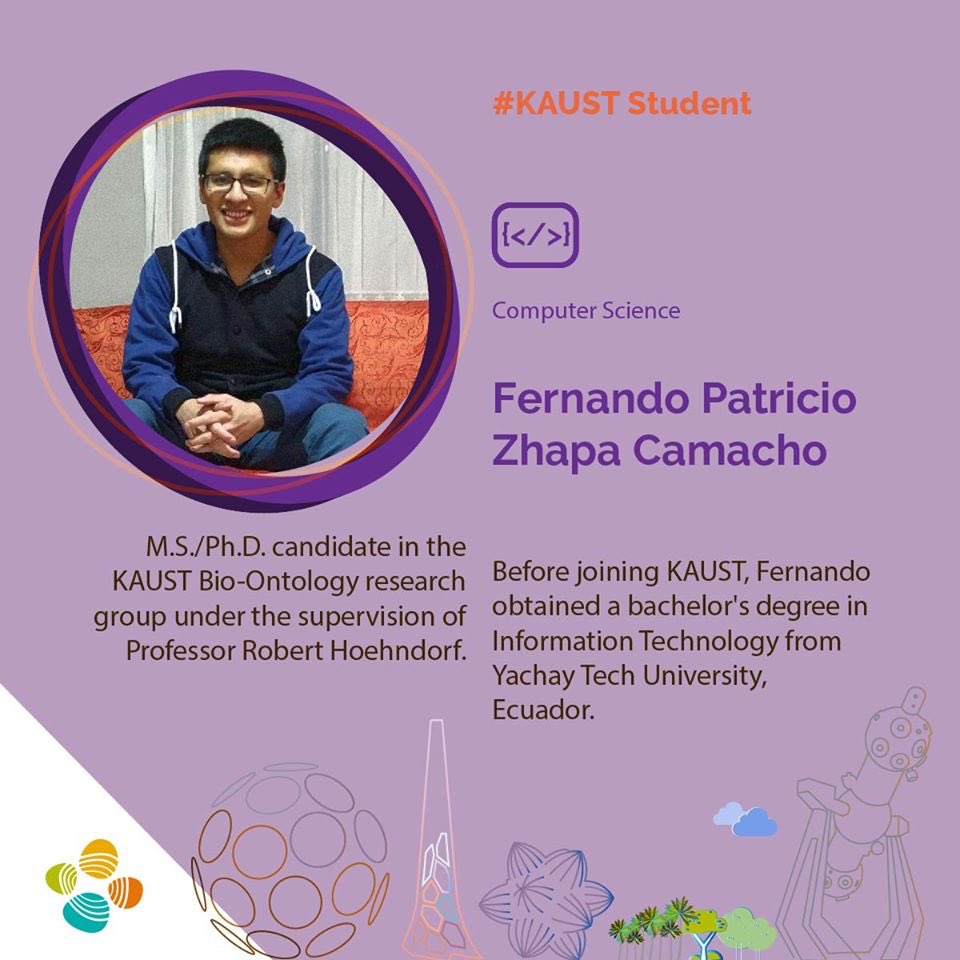 #KAUST Student
{</>}
Computer Science
Fernando Patricio
Zhapa Camacho
M.S./Ph.D. candidate in the
KAUST Bio-Ontology research
group under the supervision of
Professor Robert Hoehndorf.
Before joining KAUST, Fernando
obtained a bachelor's degree in
Information Technology from
Yachay Tech University,
Ecuador.